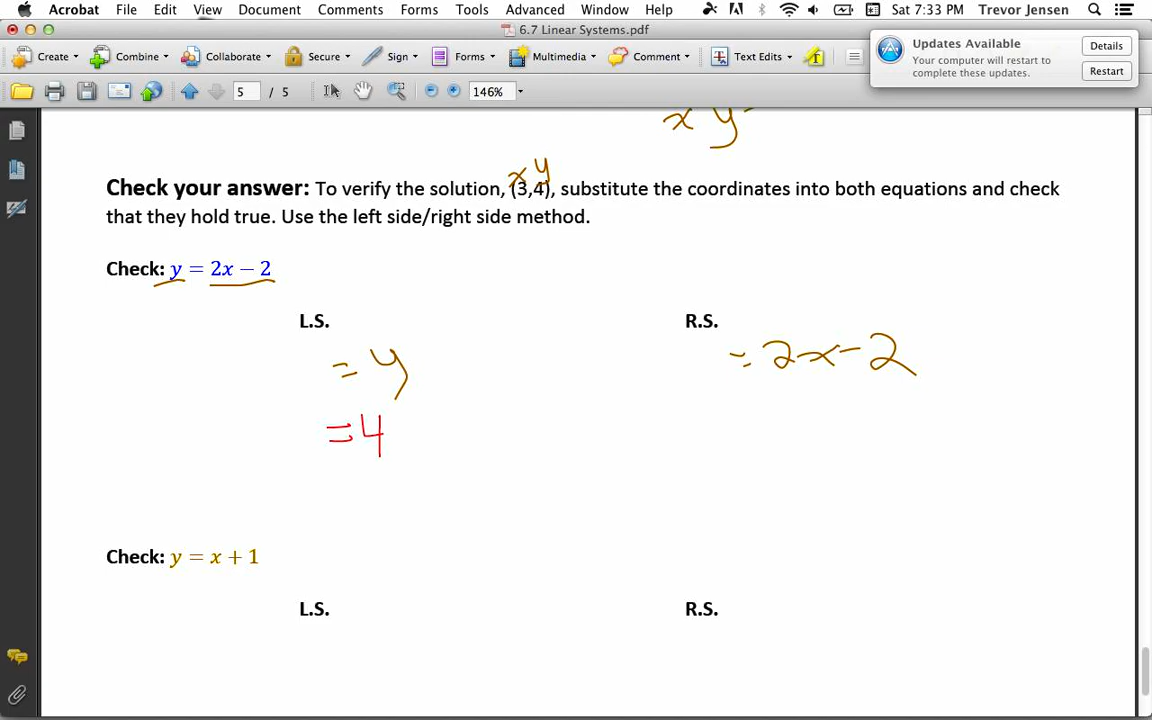 Acrobat File Edit View Document Comments Forms Tools Advanced Window Help Sat 7:33 PM Trevor Jensen
6.7 Linear Systems.pdf
Create Combine Collaborate Secure Sign Forms Multimedia Comment Text Edits T
Updates Available
Your computer will restart to
complete these updates.
Details
Restart
5 / 5 146%
x y
x y
Check your answer: To verify the solution, (3,4), substitute the coordinates into both equations and check
that they hold true. Use the left side/right side method.
Check: y = 2x − 2
L.S. R.S.
= y = 2x - 2
= 4
Check: y = x + 1
L.S. R.S.